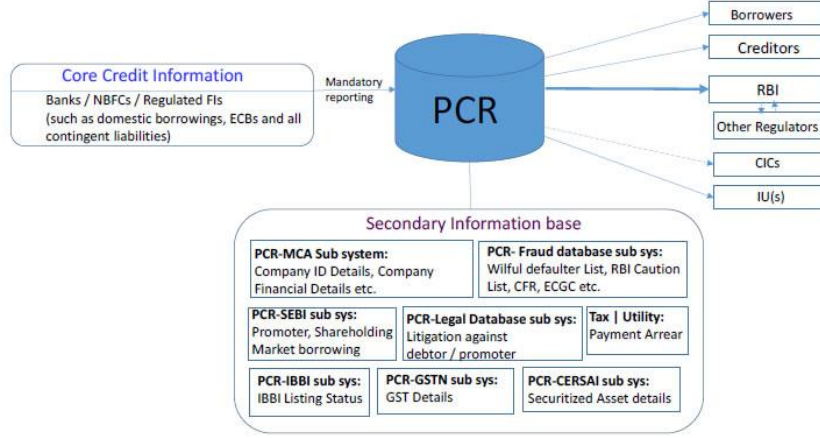 Core Credit Information
Banks / NBFCs / Regulated FIs
(such as domestic borrowings, ECBs and all
contingent liabilities)
Mandatory
reporting
PCR
Borrowers
Creditors
RBI
Other Regulators
CICs
IU(s)
Secondary Information base
PCR-MCA Sub system:
Company ID Details, Company
Financial Details etc.
PCR- Fraud database sub sys:
Wilful defaulter List, RBI Caution
List, CFR, ECGC etc.
PCR-SEBI sub sys:
Promoter, Shareholding
Market borrowing
PCR-Legal Database sub sys:
Litigation against
debtor / promoter
Tax | Utility:
Payment Arrear
PCR-IBBI sub sys:
IBBI Listing Status
PCR-GSTN sub sys:
GST Details
PCR-CERSAI sub sys:
Securitized Asset details